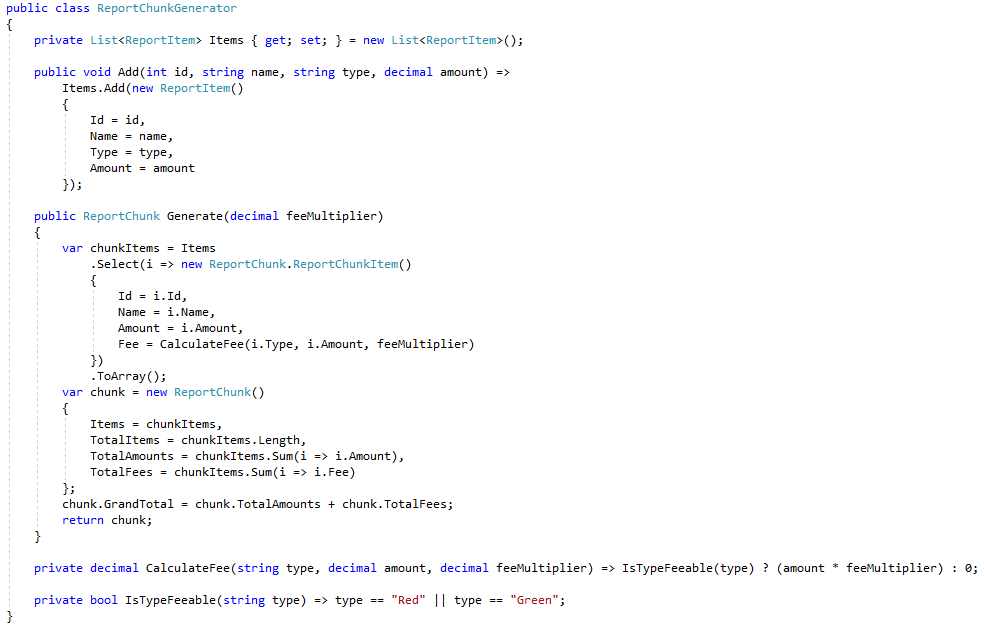 public class ReportChunkGenerator
{
    private List<ReportItem> Items { get; set; } = new List<ReportItem>();

    public void Add(int id, string name, string type, decimal amount) =>
        Items.Add(new ReportItem()
        {
            Id = id,
            Name = name,
            Type = type,
            Amount = amount
        });

    public ReportChunk Generate(decimal feeMultiplier)
    {
        var chunkItems = Items
            .Select(i => new ReportChunk.ReportChunkItem()
            {
                Id = i.Id,
                Name = i.Name,
                Amount = i.Amount,
                Fee = CalculateFee(i.Type, i.Amount, feeMultiplier)
            })
            .ToArray();
        var chunk = new ReportChunk()
        {
            Items = chunkItems,
            TotalItems = chunkItems.Length,
            TotalAmounts = chunkItems.Sum(i => i.Amount),
            TotalFees = chunkItems.Sum(i => i.Fee)
        };
        chunk.GrandTotal = chunk.TotalAmounts + chunk.TotalFees;
        return chunk;
    }

    private decimal CalculateFee(string type, decimal amount, decimal feeMultiplier) => IsTypeFeeable(type) ? (amount * feeMultiplier) : 0;

    private bool IsTypeFeeable(string type) => type == "Red" || type == "Green";
}